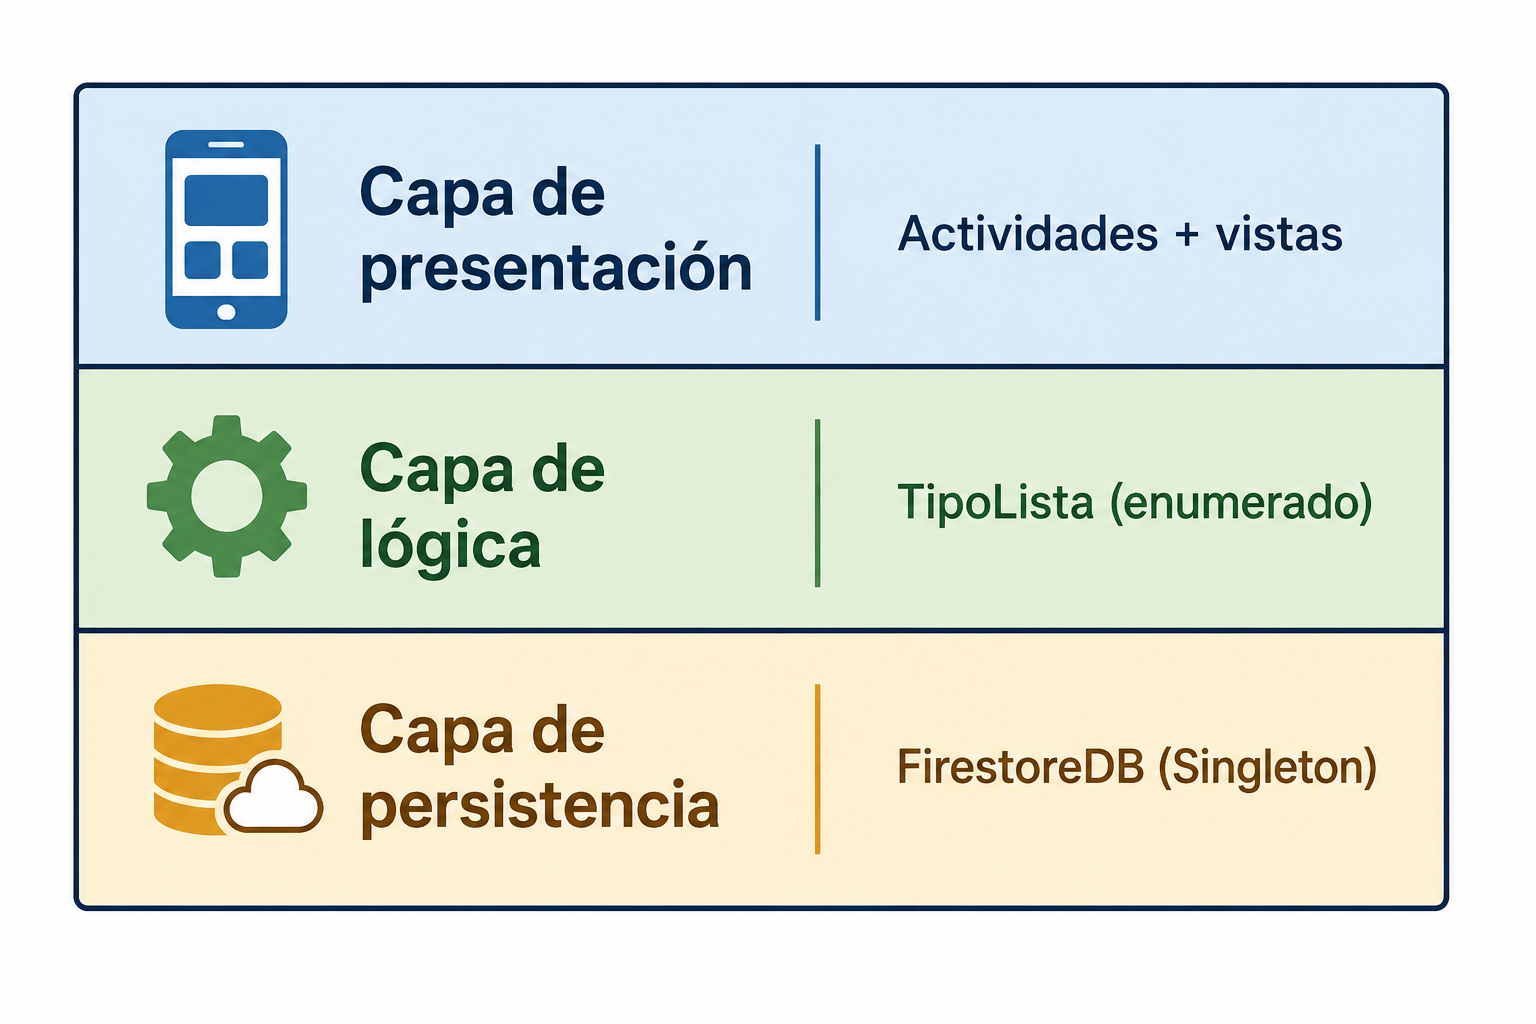 Capa de
presentación
Actividades + vistas
Capa de
lógica
TipoLista (enumerado)
Capa de
persistencia
FirestoreDB (Singleton)